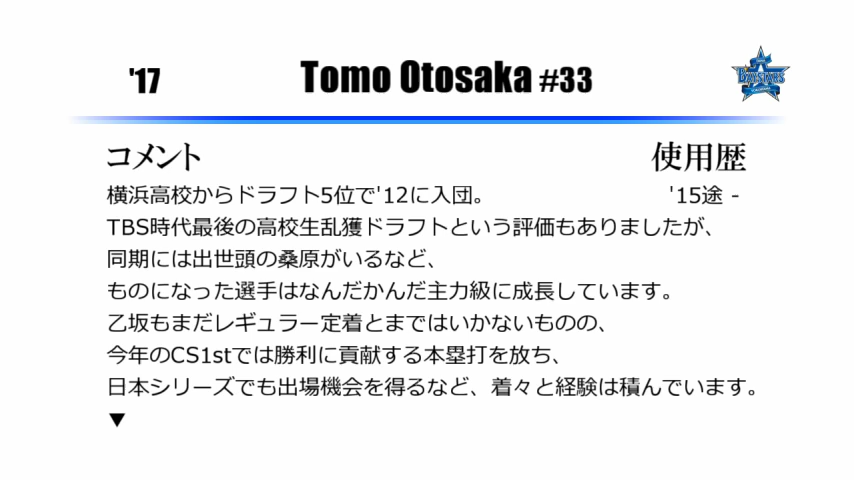 '17 Tomo Otosaka #33
BAYSTARS
コメント 使用歴
横浜高校からドラフト5位で'12に入団。 '15途 -
TBS時代最後の高校生乱獲ドラフトという評価もありましたが、
同期には出世頭の桑原がいるなど、
ものになった選手はなんだかんだ主力級に成長しています。
乙坂もまだレギュラー定着とまではいかないものの、
今年のCS1stでは勝利に貢献する本塁打を放ち、
日本シリーズでも出場機会を得るなど、着々と経験は積んでいます。
▼